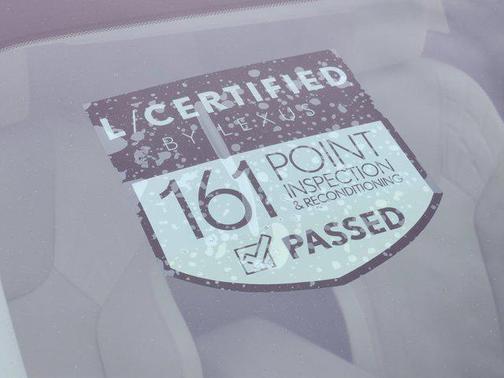 L/CERTIFIED
BY LEXUS
161 POINT
INSPECTION
& RECONDITIONING
PASSED